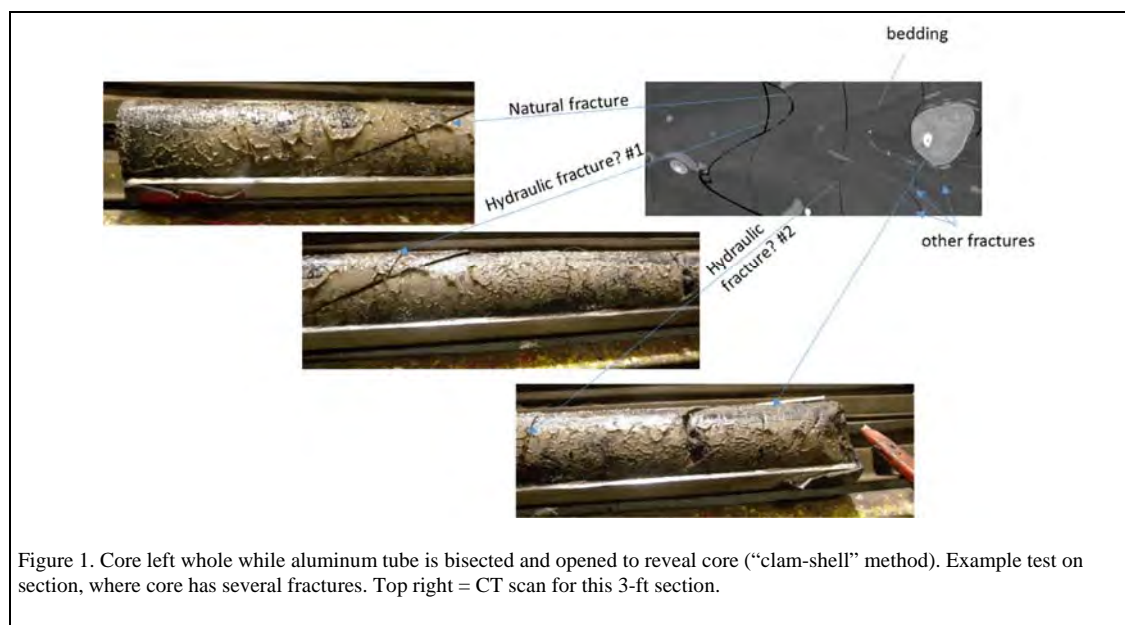 bedding
Natural fracture
Hydraulic fracture? #1
Hydraulic
fracture? #2
other fractures
Figure 1. Core left whole while aluminum tube is bisected and opened to reveal core (“clam-shell” method). Example test on
section, where core has several fractures. Top right = CT scan for this 3-ft section.